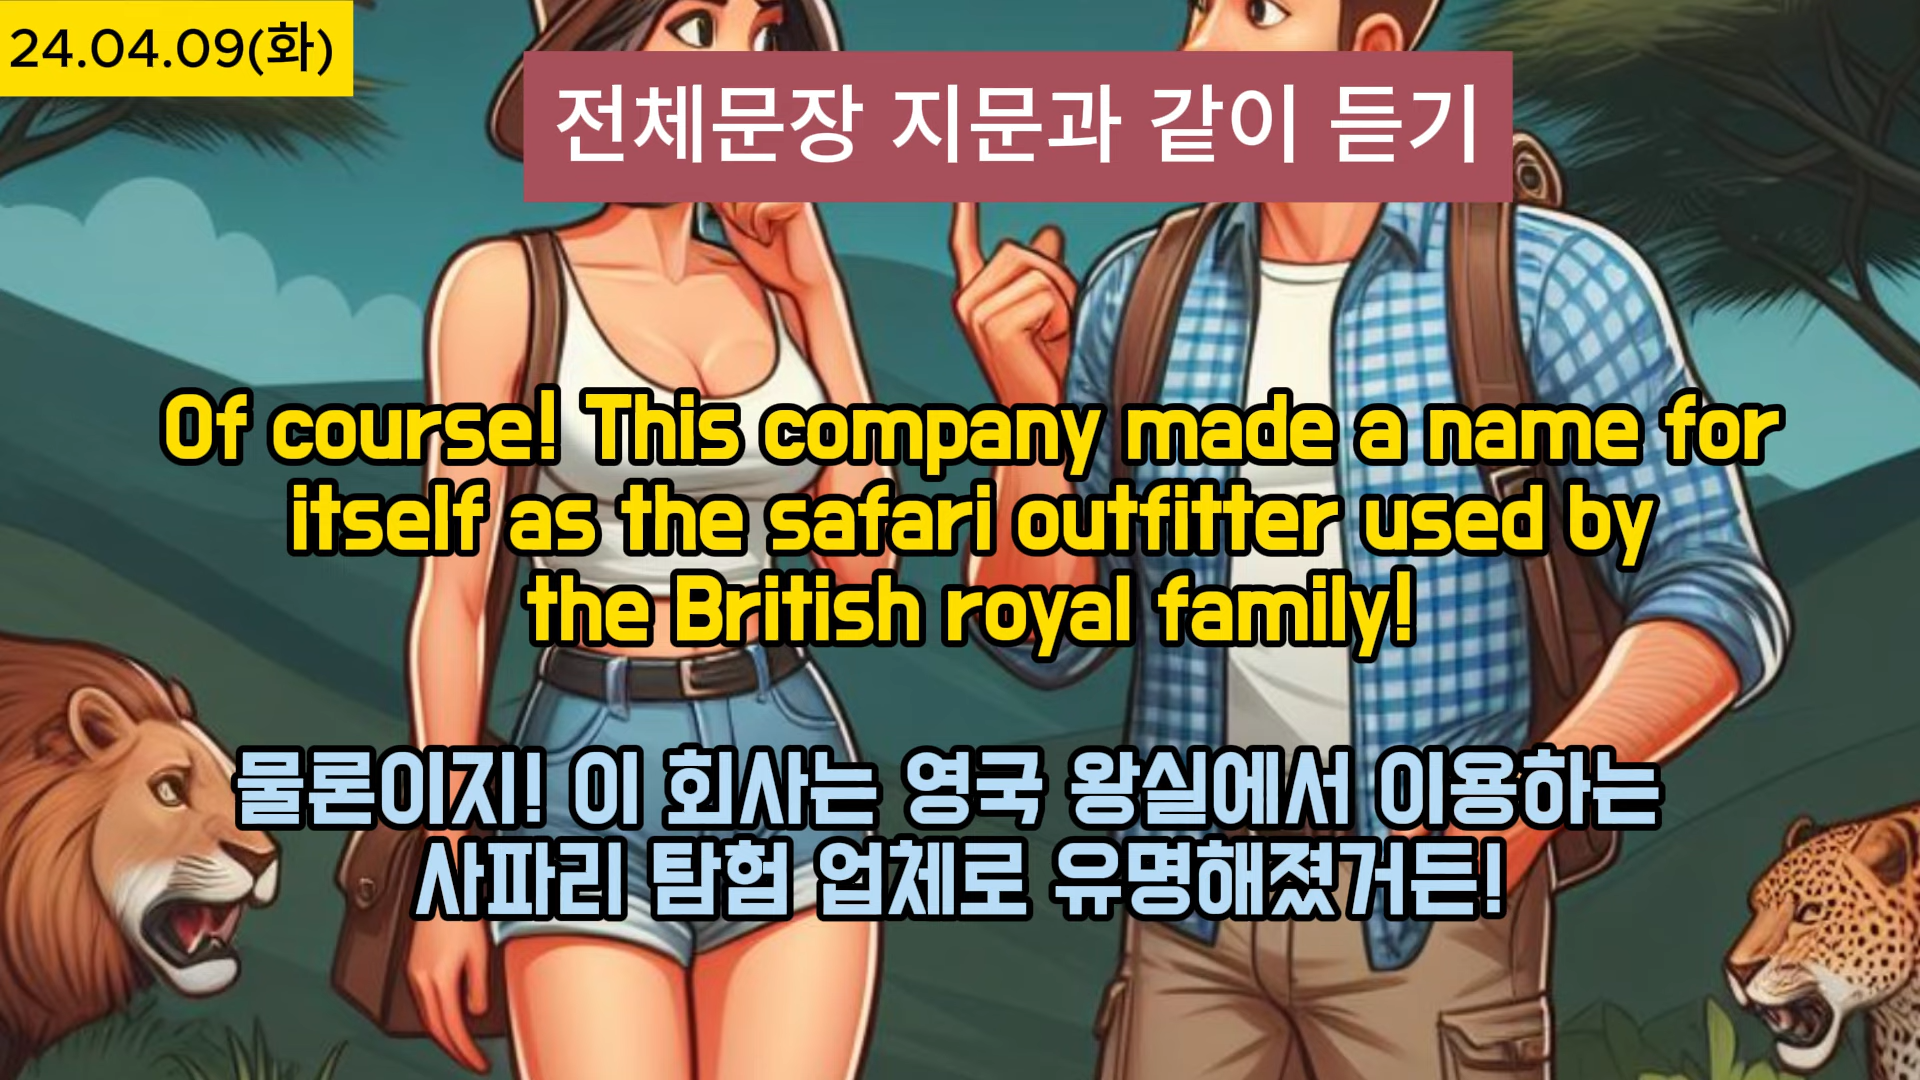 24.04.09(화)
전체문장 지문과 같이 듣기
Of course! This company made a name for
itself as the safari outfitter used by
the British royal family!
물론이지! 이 회사는 영국 왕실에서 이용하는
사파리 탐험 업체로 유명해졌거든!